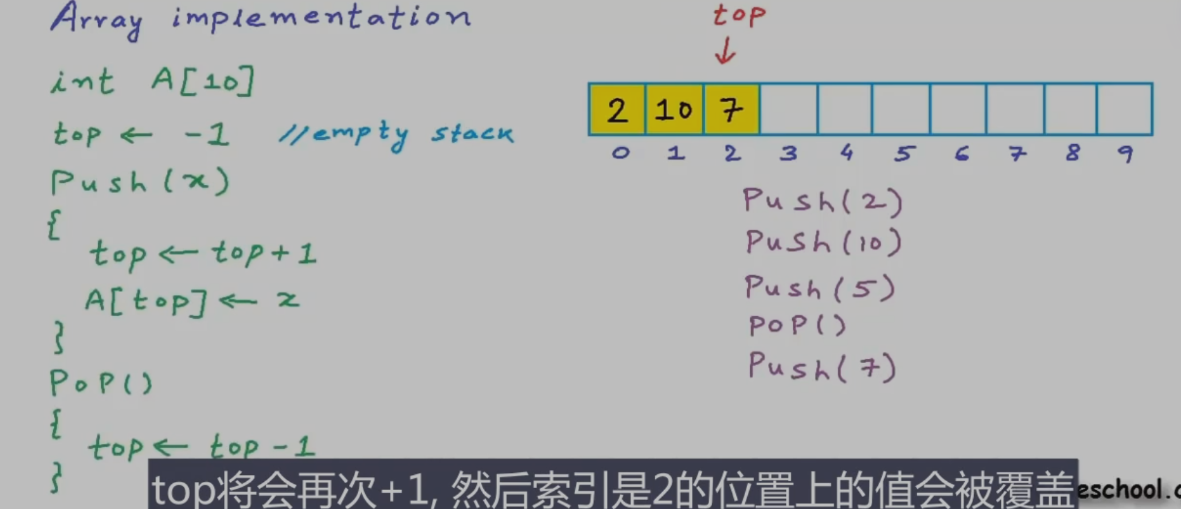 Array implementation
int A[10]
top ← -1 //empty stack
Push(x)
{
top ← top+1
A[top] ← x
}
PoP()
{
top ← top -1
}
top
↓
2 10 7
0 1 2 3 4 5 6 7 8 9
Push(2)
Push(10)
Push(5)
POP()
Push(7)
top将会再次+1, 然后索引是2的位置上的值会被覆盖